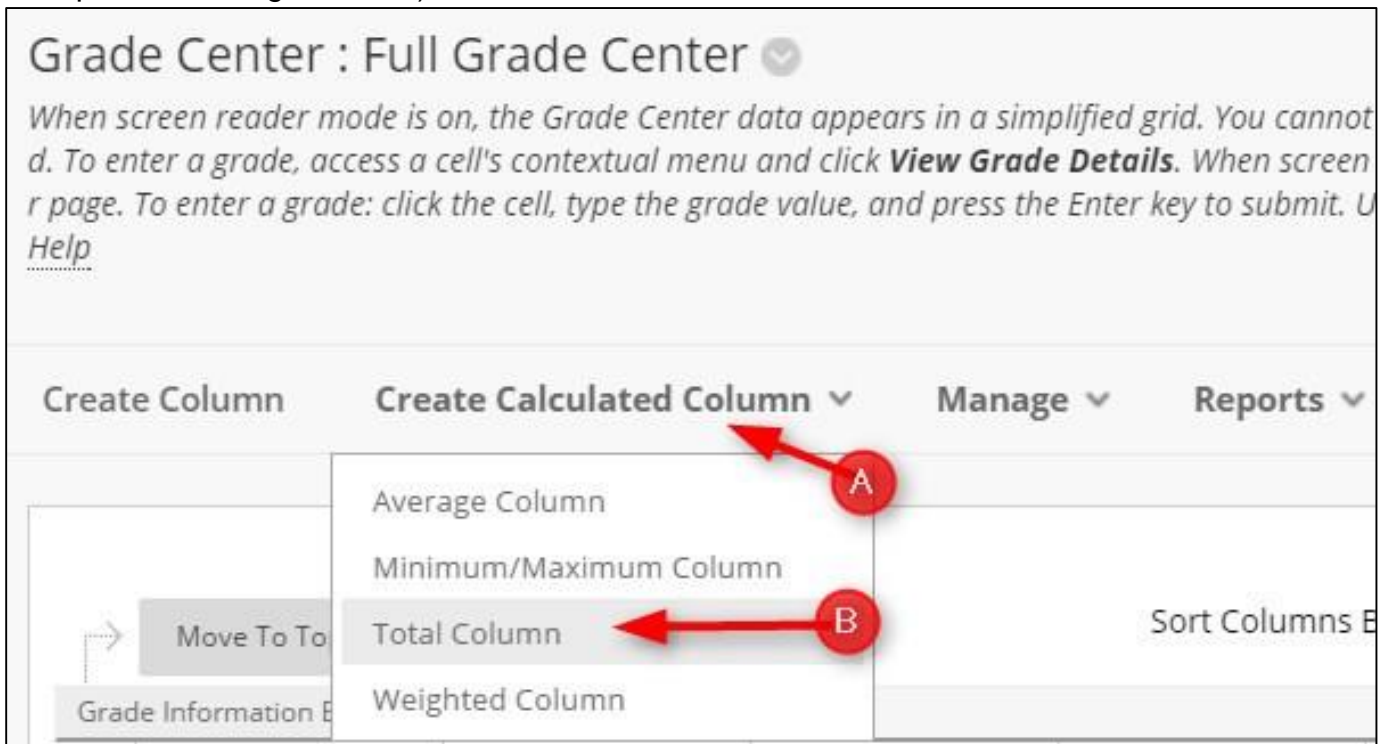 Grade Center : Full Grade Center
When screen reader mode is on, the Grade Center data appears in a simplified grid. You cannot
d. To enter a grade, access a cell's contextual menu and click View Grade Details. When screen
r page. To enter a grade: click the cell, type the grade value, and press the Enter key to submit. U
Help
Create Column Create Calculated Column Manage Reports
A
Average Column
Minimum/Maximum Column
Move To To Total Column B Sort Columns B
Grade Information B Weighted Column